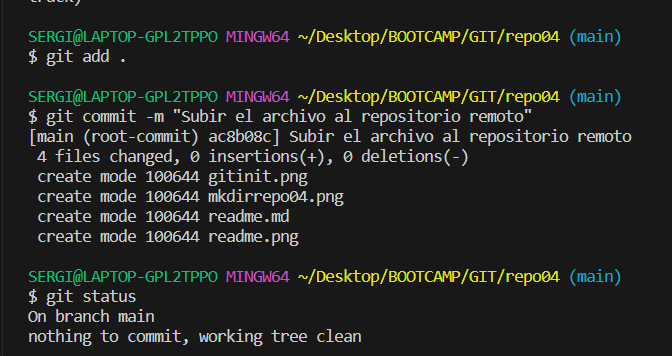 SERGI@LAPTOP-GPL2TPPO MINGW64 ~/Desktop/BOOTCAMP/GIT/repo04 (main)
$ git add .
SERGI@LAPTOP-GPL2TPPO MINGW64 ~/Desktop/BOOTCAMP/GIT/repo04 (main)
$ git commit -m "Subir el archivo al repositorio remoto"
[main (root-commit) ac8b08c] Subir el archivo al repositorio remoto
4 files changed, 0 insertions(+), 0 deletions(-)
create mode 100644 gitinit.png
create mode 100644 mkdirrepo04.png
create mode 100644 readme.md
create mode 100644 readme.png
SERGI@LAPTOP-GPL2TPPO MINGW64 ~/Desktop/BOOTCAMP/GIT/repo04 (main)
$ git status
On branch main
nothing to commit, working tree clean